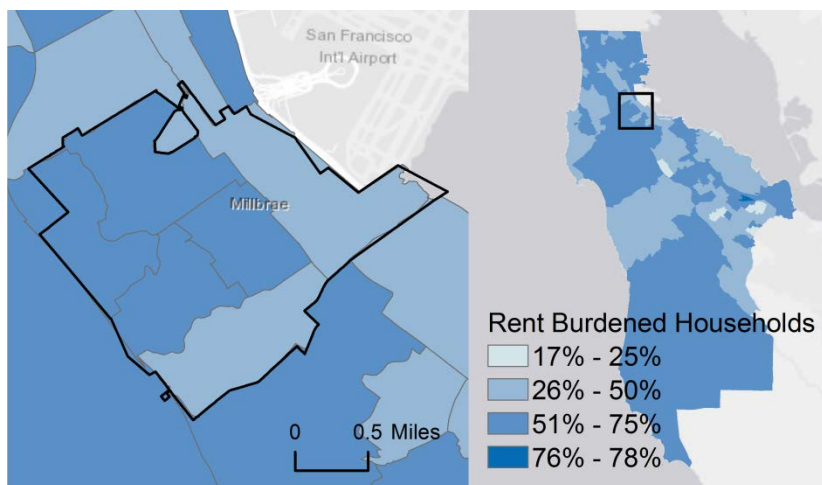 San Francisco
Int'l Airport
Millbrae
0 0.5 Miles
Rent Burdened Households
17% - 25%
26% - 50%
51% - 75%
76% - 78%